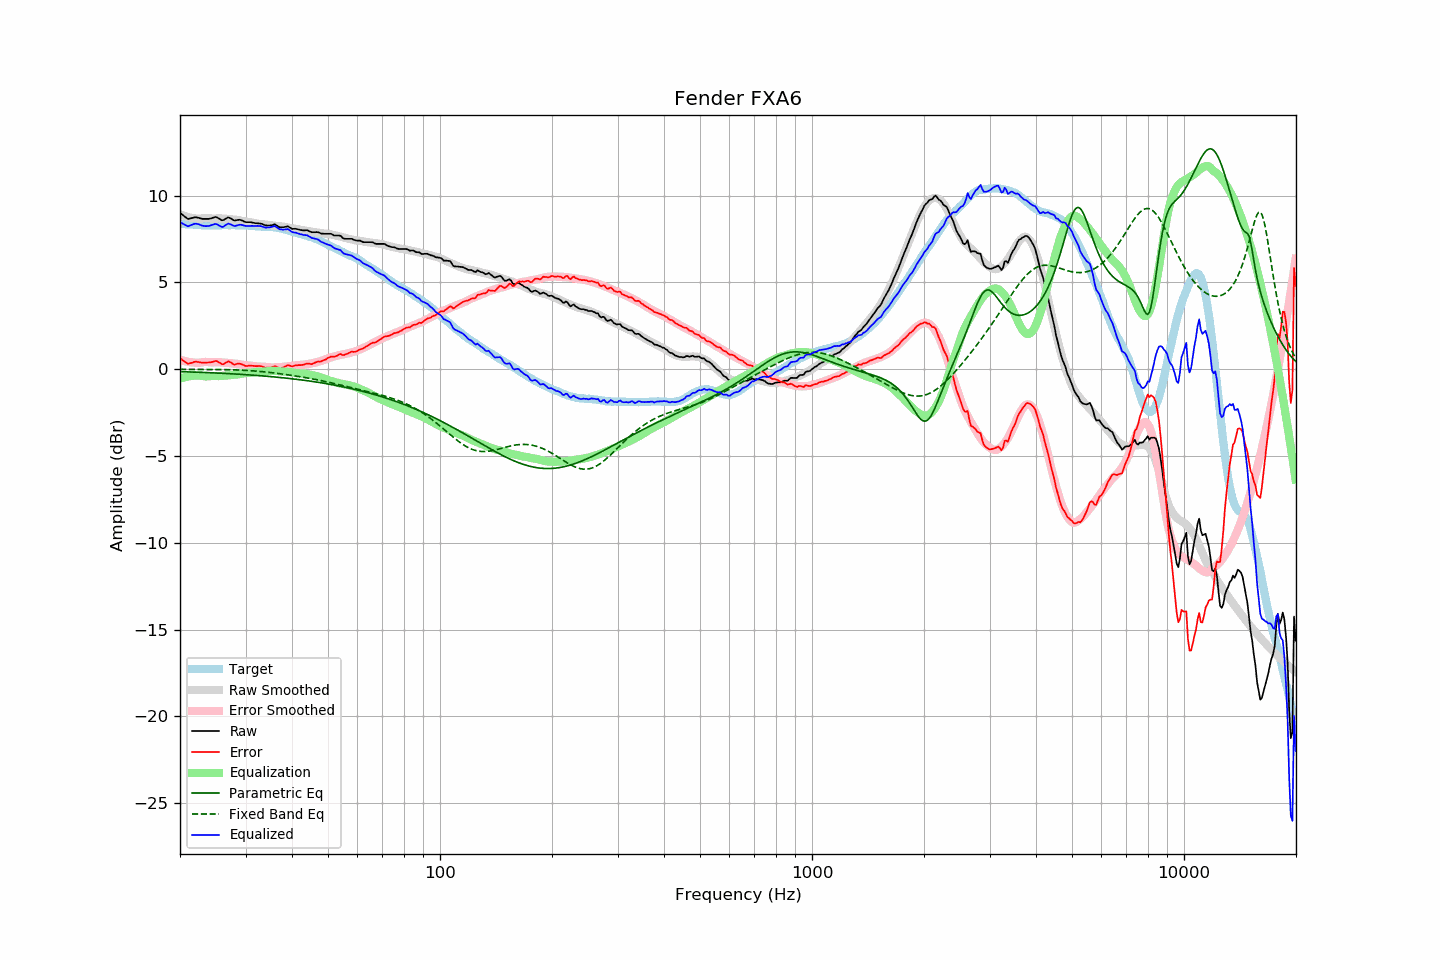 Fender FXA6
Amplitude (dBr)
10
5
0
−5
−10
−15
−20
−25
Target
Raw Smoothed
Error Smoothed
Raw
Error
Equalization
Parametric Eq
Fixed Band Eq
Equalized
100
1000
10000
Frequency (Hz)